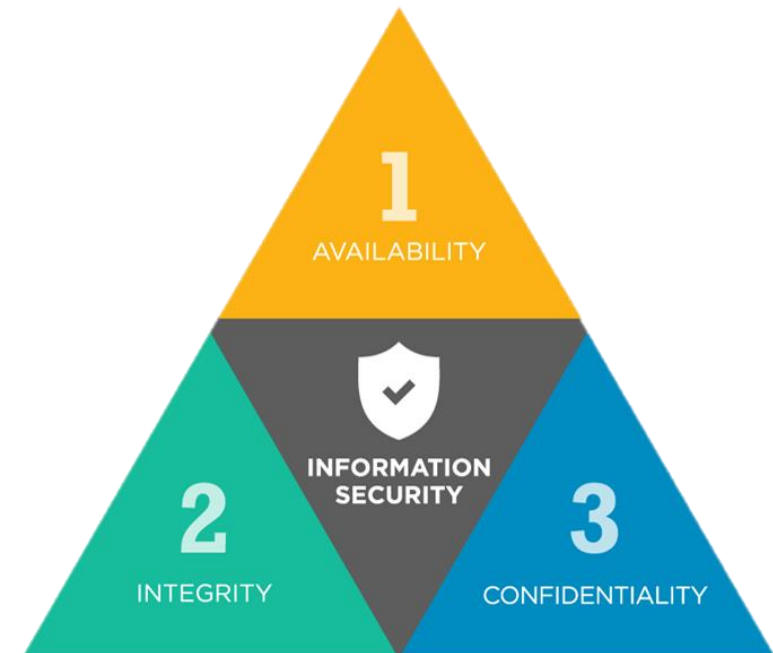 1
AVAILABILITY
INFORMATION
SECURITY
2
INTEGRITY
3
CONFIDENTIALITY